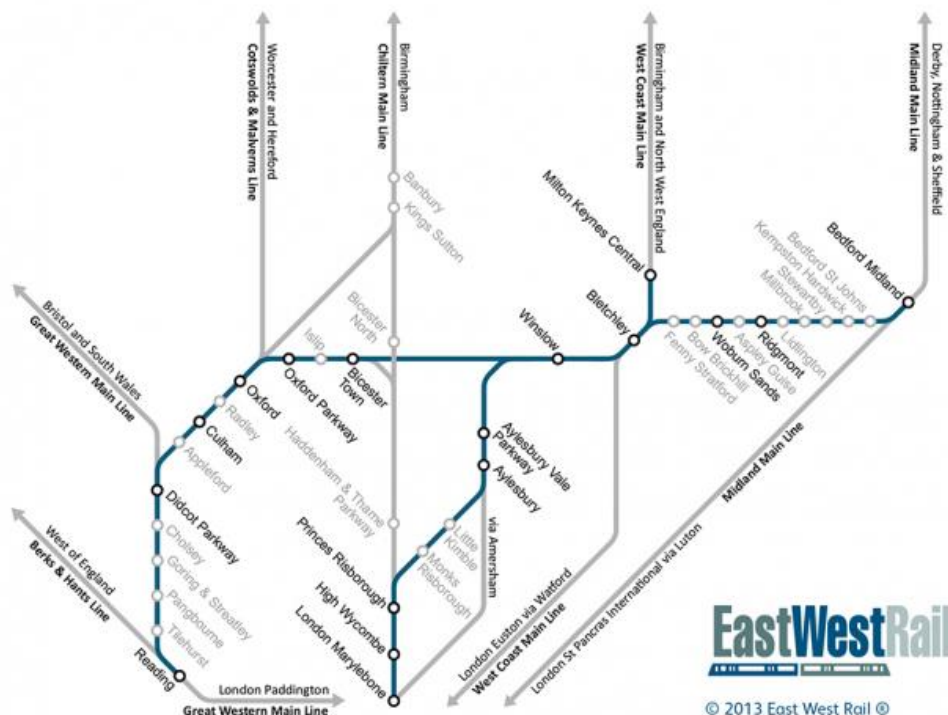 Worcester and Hereford
Cotswolds & Malverns Line
Birmingham
Chiltern Main Line
Birmingham and North West England
West Coast Main Line
Derby, Nottingham & Sheffield
Midland Main Line
Banbury
Kings Sutton
Milton Keynes Central
Bletchley
Bedford Midland
Bedford St Johns
Kempston Hardwick
Stewartby
Millbrook
Lidlington
Ridgmont
Aspley Guise
Woburn Sands
Bow Brickhill
Fenny Stratford
Bristol and South Wales
Great Western Main Line
Bicester
North
Islip
Winslow
Oxford Parkway
Bicester
Town
Oxford
Radley
Culham
Appleford
Haddenham & Thame
Parkway
Aylesbury Vale
Parkway
Aylesbury
Midland Main Line
Didcot Parkway
Cholsey
Goring & Streatley
Pangbourne
Tilehurst
Reading
West of England
Berks & Hants Line
Little
Kimble
Monks
Risborough
Princes Risborough
High Wycombe
London Marylebone
via Amersham
London Euston via Watford
West Coast Main Line
London St Pancras International via Luton
London Paddington
Great Western Main Line
EastWestRail
© 2013 East West Rail ®